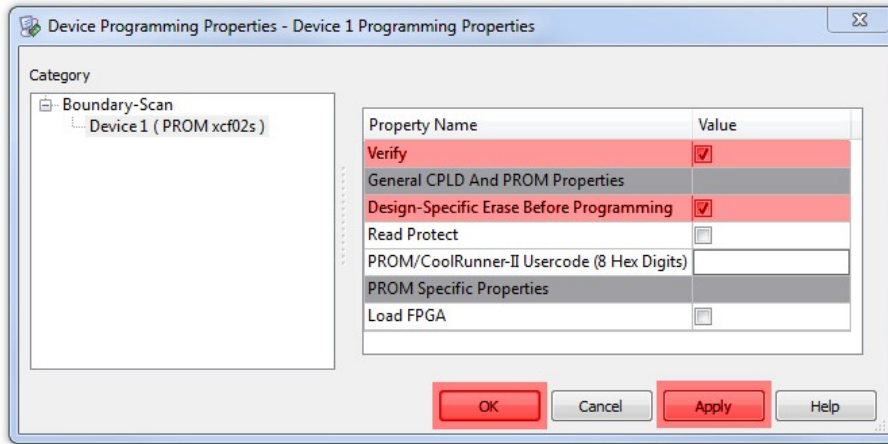 Device Programming Properties - Device 1 Programming Properties
Category
Boundary-Scan
Device 1 ( PROM xcf02s )
Property Name Value
Verify
General CPLD And PROM Properties
Design-Specific Erase Before Programming
Read Protect
PROM/CoolRunner-II Usercode (8 Hex Digits)
PROM Specific Properties
Load FPGA
OK Cancel Apply Help